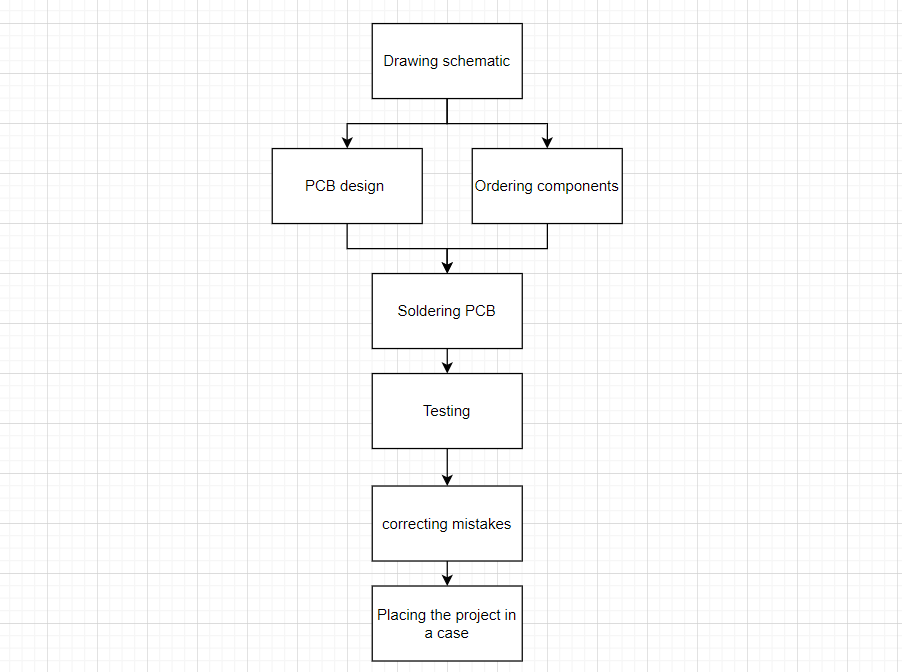 Drawing schematic
PCB design
Ordering components
Soldering PCB
Testing
correcting mistakes
Placing the project in
a case